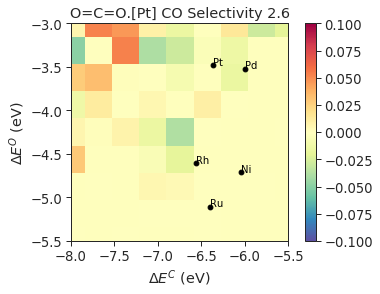 O=C=O.[Pt] CO Selectivity 2.6
−3.0
−3.5
−4.0
−4.5
−5.0
−5.5
ΔE^O (eV)
Pt
Pd
Rh
Ni
Ru
−8.0 −7.5 −7.0 −6.5 −6.0 −5.5
ΔE^C (eV)
0.100
0.075
0.050
0.025
0.000
−0.025
−0.050
−0.075
−0.100